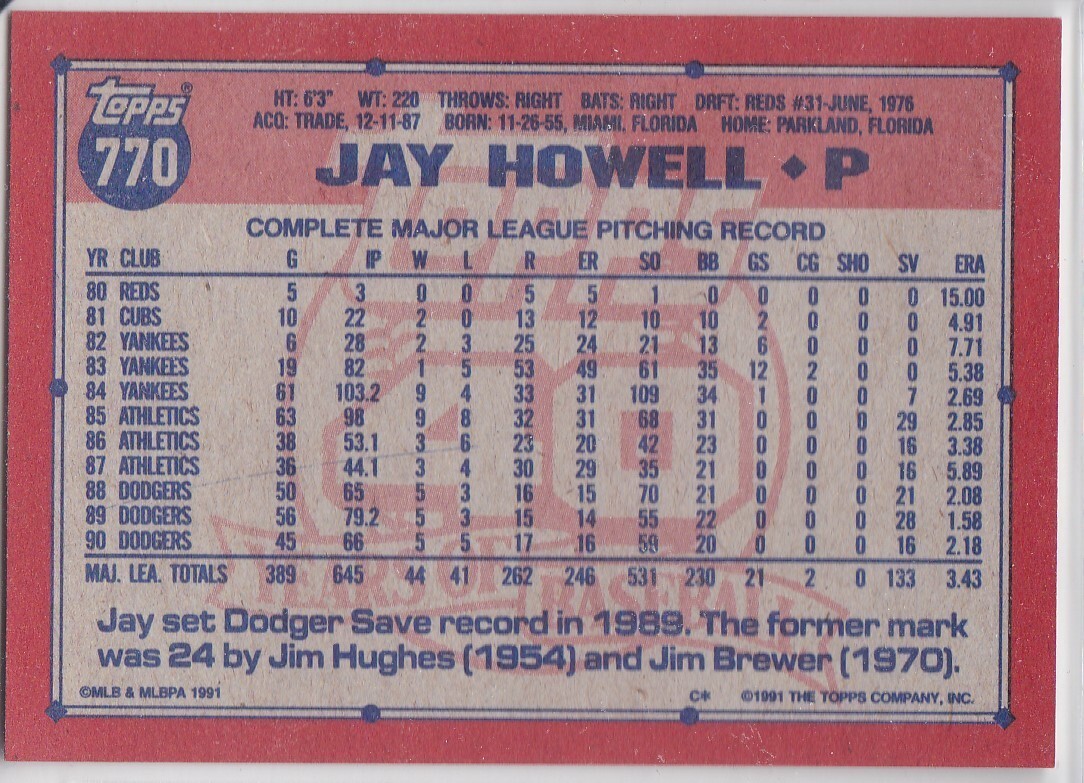 topps®
770
HT: 6'3" WT: 220 THROWS: RIGHT BATS: RIGHT DRFT: REDS #31-JUNE, 1976
ACQ: TRADE, 12-11-87 BORN: 11-26-55, MIAMI, FLORIDA HOME: PARKLAND, FLORIDA
JAY HOWELL ◆ P
COMPLETE MAJOR LEAGUE PITCHING RECORD
YR CLUB G IP W L R ER SO BB GS CG SHO SV ERA
80 REDS 5 3 0 0 5 5 1 0 0 0 0 0 15.00
81 CUBS 10 22 2 0 13 12 10 10 2 0 0 0 4.91
82 YANKEES 6 28 2 3 25 24 21 13 6 0 0 0 7.71
83 YANKEES 19 82 1 5 53 49 61 35 12 2 0 0 5.38
84 YANKEES 61 103.2 9 4 33 31 109 34 1 0 0 7 2.69
85 ATHLETICS 63 98 9 8 32 31 68 31 0 0 0 29 2.85
86 ATHLETICS 38 53.1 3 6 23 20 42 23 0 0 0 16 3.38
87 ATHLETICS 36 44.1 3 4 30 29 35 21 0 0 0 16 5.89
88 DODGERS 50 65 5 3 16 15 70 21 0 0 0 21 2.08
89 DODGERS 56 79.2 5 3 15 14 55 22 0 0 0 28 1.58
90 DODGERS 45 66 5 5 17 16 59 20 0 0 0 16 2.18
MAJ. LEA. TOTALS 389 645 44 41 262 246 531 230 21 2 0 133 3.43
Topps
40
YEARS OF BASEBALL
Jay set Dodger Save record in 1989. The former mark
was 24 by Jim Hughes (1954) and Jim Brewer (1970).
©MLB & MLBPA 1991 C* ©1991 THE TOPPS COMPANY, INC.